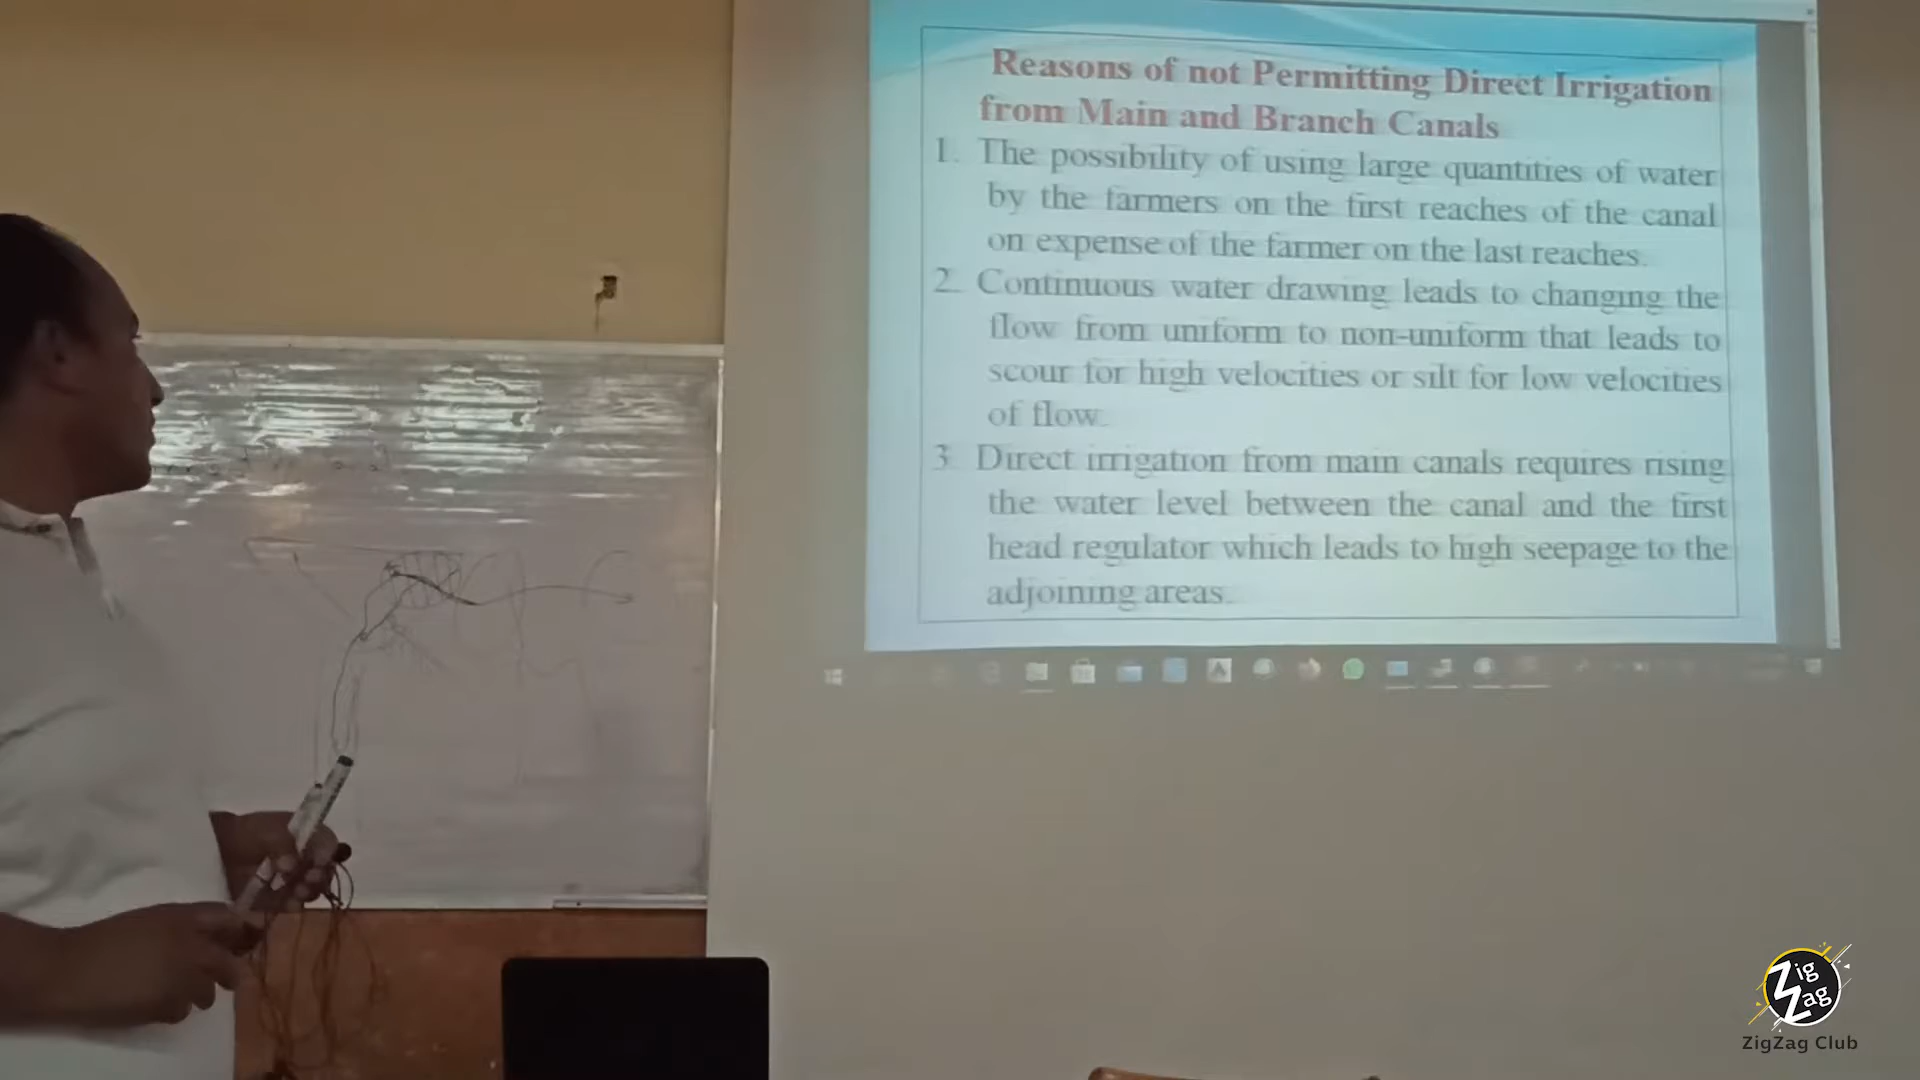 Reasons of not Permitting Direct Irrigation
from Main and Branch Canals
1. The possibility of using large quantities of water
by the farmers on the first reaches of the canal
on expense of the farmer on the last reaches.
2. Continuous water drawing leads to changing the
flow from uniform to non-uniform that leads to
scour for high velocities or silt for low velocities
of flow.
3. Direct irrigation from main canals requires rising
the water level between the canal and the first
head regulator which leads to high seepage to the
adjoining areas.
Zig
Zag
ZigZag Club